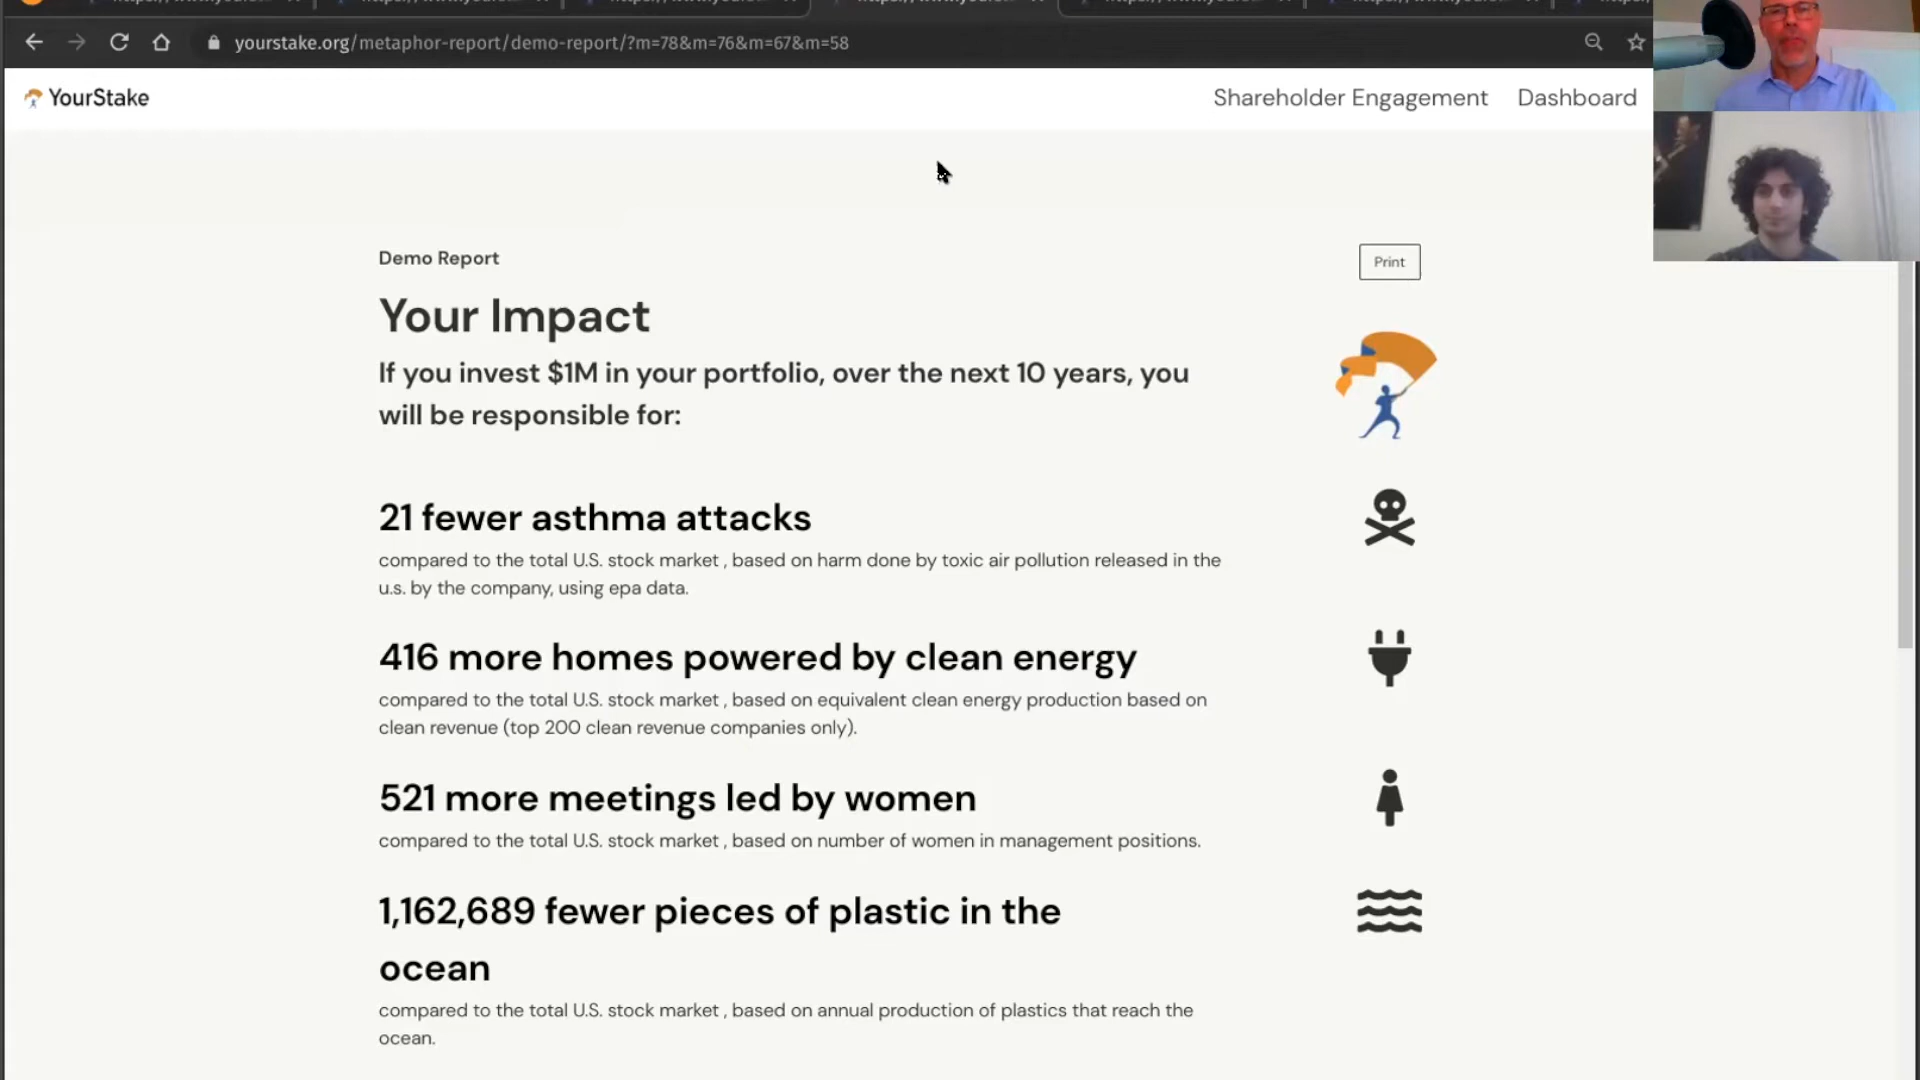 yourstake.org/metaphor-report/demo-report/?m=78&m=76&m=67&m=58
YourStake
Shareholder Engagement
Dashboard
Demo Report
Print
Your Impact
If you invest $1M in your portfolio, over the next 10 years, you
will be responsible for:
21 fewer asthma attacks
compared to the total U.S. stock market , based on harm done by toxic air pollution released in the
u.s. by the company, using epa data.
416 more homes powered by clean energy
compared to the total U.S. stock market , based on equivalent clean energy production based on
clean revenue (top 200 clean revenue companies only).
521 more meetings led by women
compared to the total U.S. stock market , based on number of women in management positions.
1,162,689 fewer pieces of plastic in the
ocean
compared to the total U.S. stock market , based on annual production of plastics that reach the
ocean.